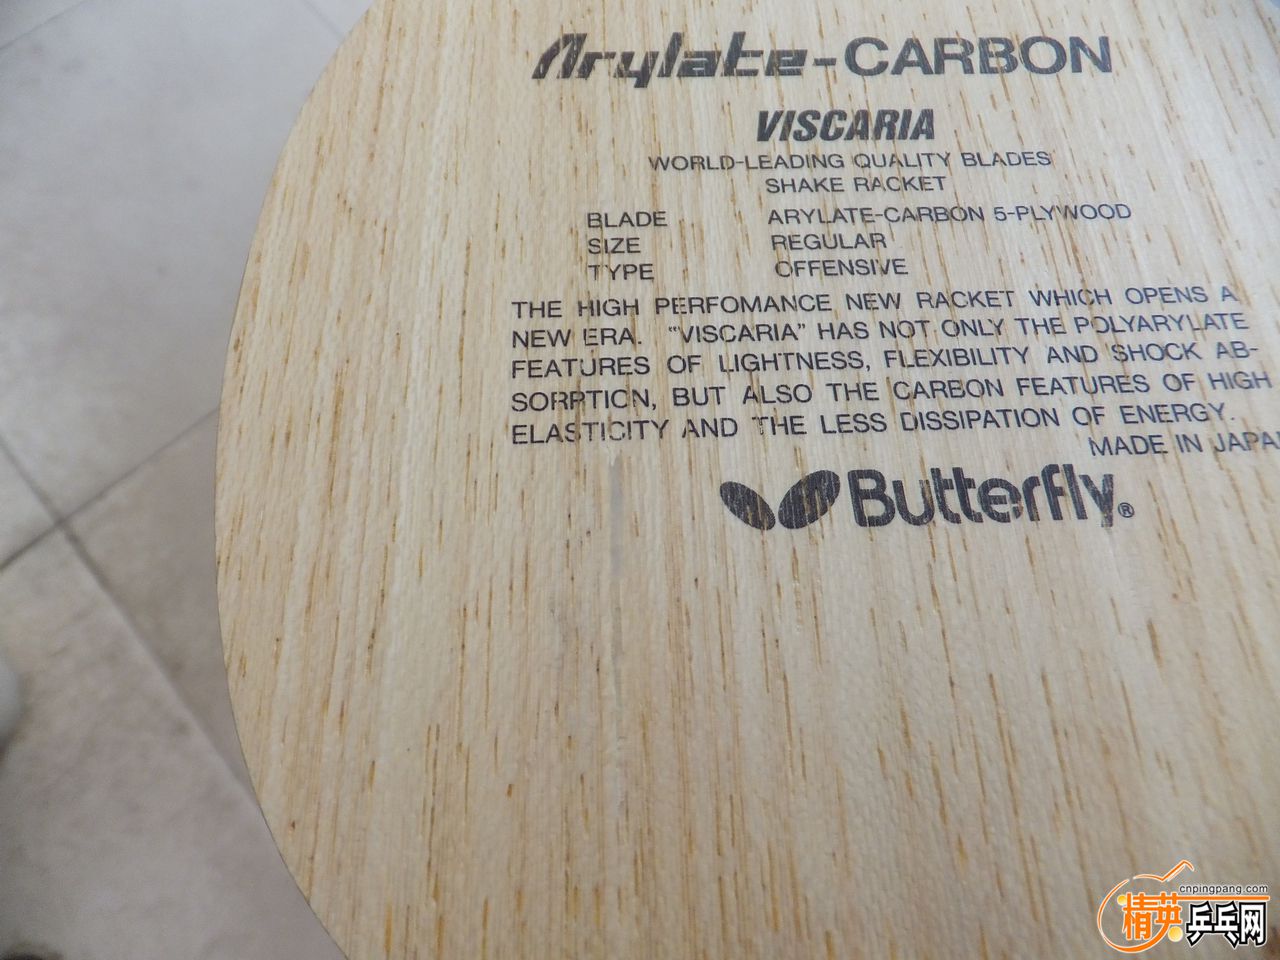 Arylate-CARBON
VISCARIA
WORLD-LEADING QUALITY BLADES
SHAKE RACKET
BLADE ARYLATE-CARBON 5-PLYWOOD
SIZE REGULAR
TYPE OFFENSIVE
THE HIGH PERFOMANCE NEW RACKET WHICH OPENS A
NEW ERA. "VISCARIA" HAS NOT ONLY THE POLYARYLATE
FEATURES OF LIGHTNESS, FLEXIBILITY AND SHOCK AB-
SORPTION, BUT ALSO THE CARBON FEATURES OF HIGH
ELASTICITY AND THE LESS DISSIPATION OF ENERGY.
MADE IN JAPA
Butterfly®
cnpingpang.com
精英乒乓网